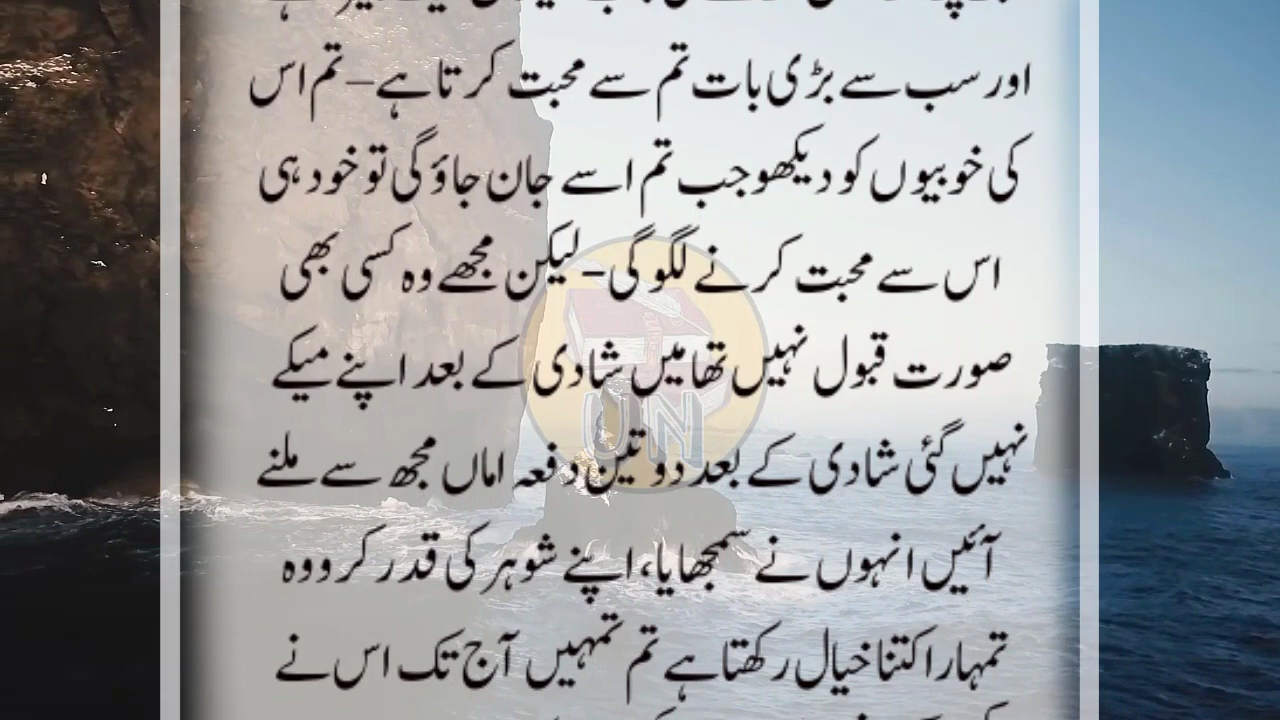 اور سب سے بڑی بات تم سے محبت کرتا ہے – تم اس
کی خوبیوں کو دیکھو جب تم اسے جان جاؤ گی تو خود ہی
اس سے محبت کرنے لگو گی - لیکن مجھے وہ کسی بھی
صورت قبول نہیں تھا میں شادی کے بعد اپنے میکے
نہیں گئی شادی کے بعد دو تین دفعہ اماں مجھ سے ملنے
آئیں انہوں نے سمجھایا، اپنے شوہر کی قدر کرو وہ
تمہارا کتنا خیال رکھتا ہے تم تمہیں آج تک اس نے
UN